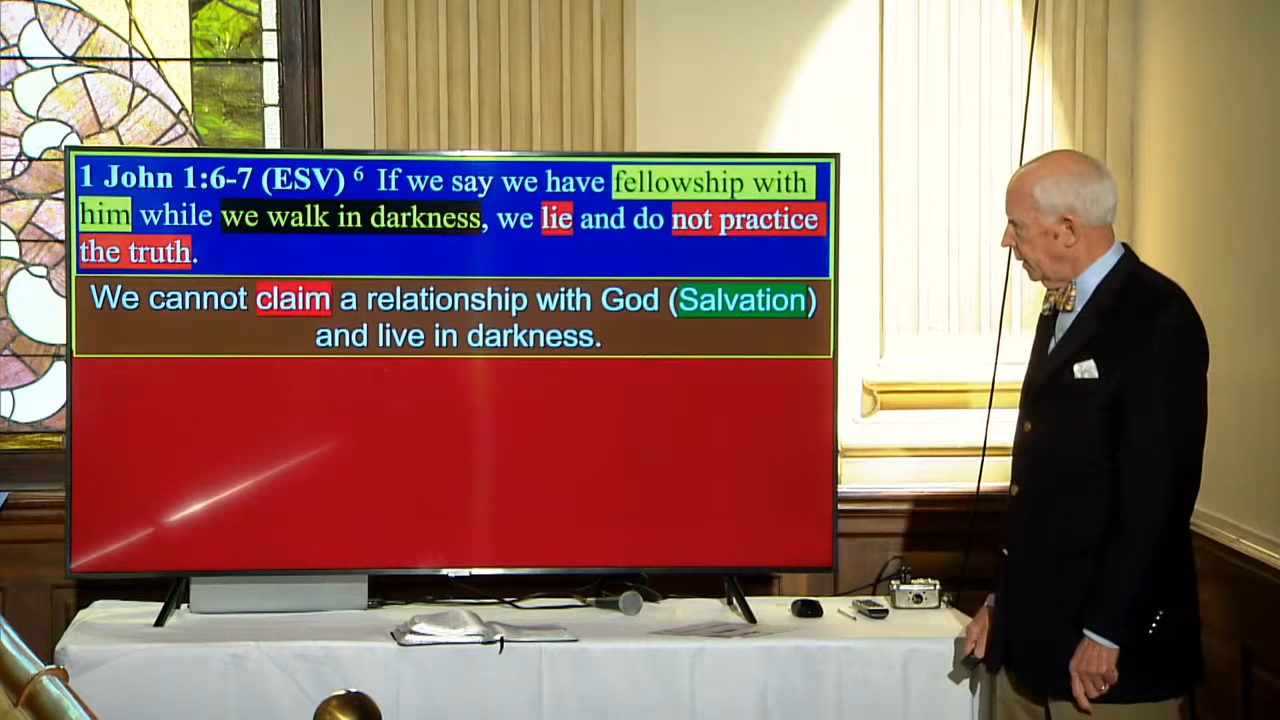 1 John 1:6-7 (ESV) 6 If we say we have fellowship with
him while we walk in darkness, we lie and do not practice
the truth.
We cannot claim a relationship with God (Salvation)
and live in darkness.